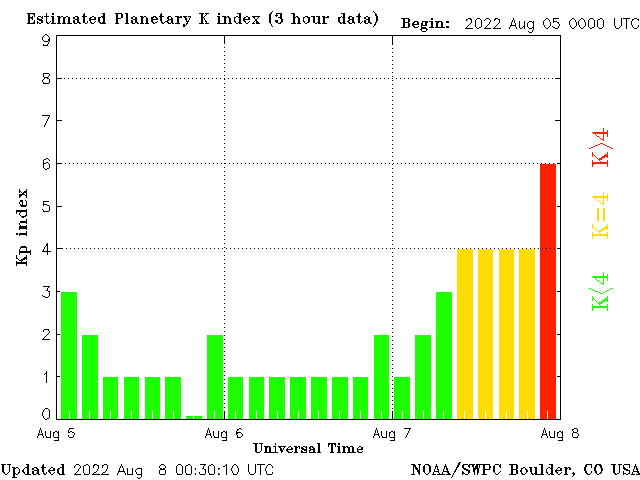 Estimated Planetary K index (3 hour data) Begin: 2022 Aug 05 0000 UTC
9
8
7
6
5
4
3
2
1
0
Kp index
K>4
K=4
K<4
Aug 5 Aug 6 Aug 7 Aug 8
Universal Time
Updated 2022 Aug 8 00:30:10 UTC NOAA/SWPC Boulder, CO USA